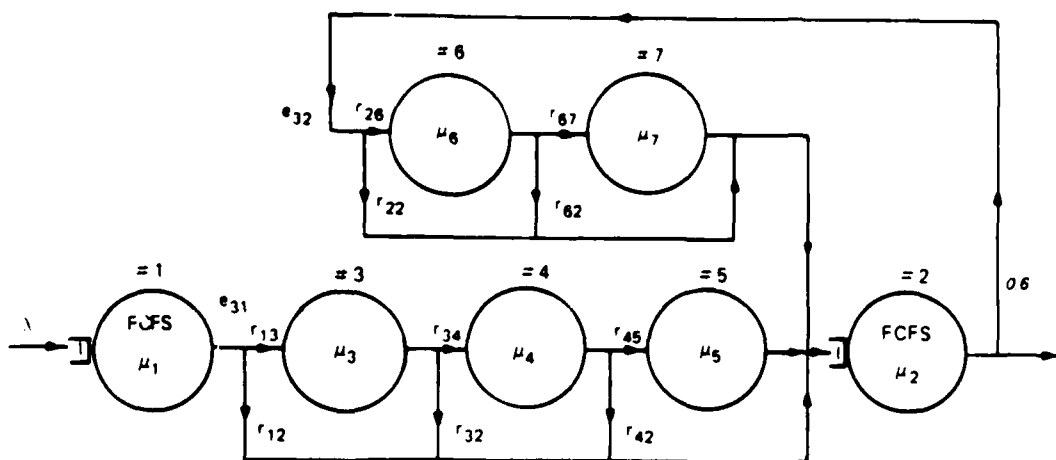 = 6
= 7
e32
r26
μ6
r67
μ7
r22
r62
= 1
e31
= 3
= 4
= 5
= 2
0.6
λ
FCFS
μ1
r13
μ3
r34
μ4
r45
μ5
FCFS
μ2
r12
r32
r42